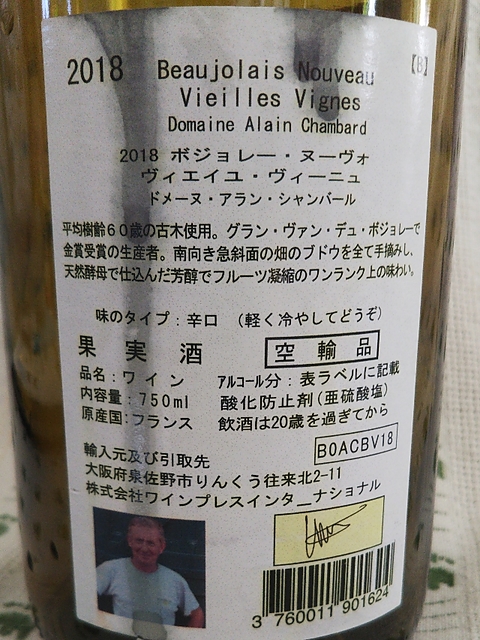 2018 Beaujolais Nouveau 【B】
Vieilles Vignes
Domaine Alain Chambard
2018 ボジョレー・ヌーヴォ
ヴィエイユ・ヴィーニュ
ドメーヌ・アラン・シャンバール
平均樹齢60歳の古木使用。グラン・ヴァン・デュ・ボジョレーで
金賞受賞の生産者。南向き急斜面の畑のブドウを全て手摘みし、
天然酵母で仕込んだ芳醇でフルーツ凝縮のワンランク上の味わい。
味のタイプ：辛口 （軽く冷やしてどうぞ）
果実酒 空輸品
品名：ワイン アルコール分：表ラベルに記載
内容量：750ml 酸化防止剤(亜硫酸塩)
原産国：フランス 飲酒は20歳を過ぎてから
B0ACBV18
輸入元及び引取先
大阪府泉佐野市りんくう往来北2-11
株式会社ワインプレスインターナショナル
3 760011 901624